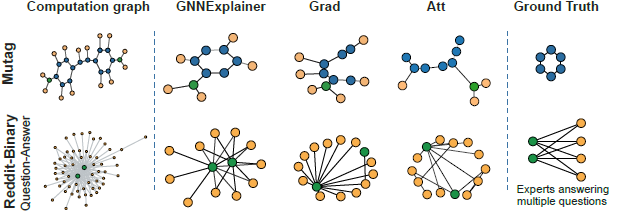 Computation graph GNNExplainer Grad Att Ground Truth
Mutag
Reddit-Binary
Question-Answer
Experts answering
multiple questions